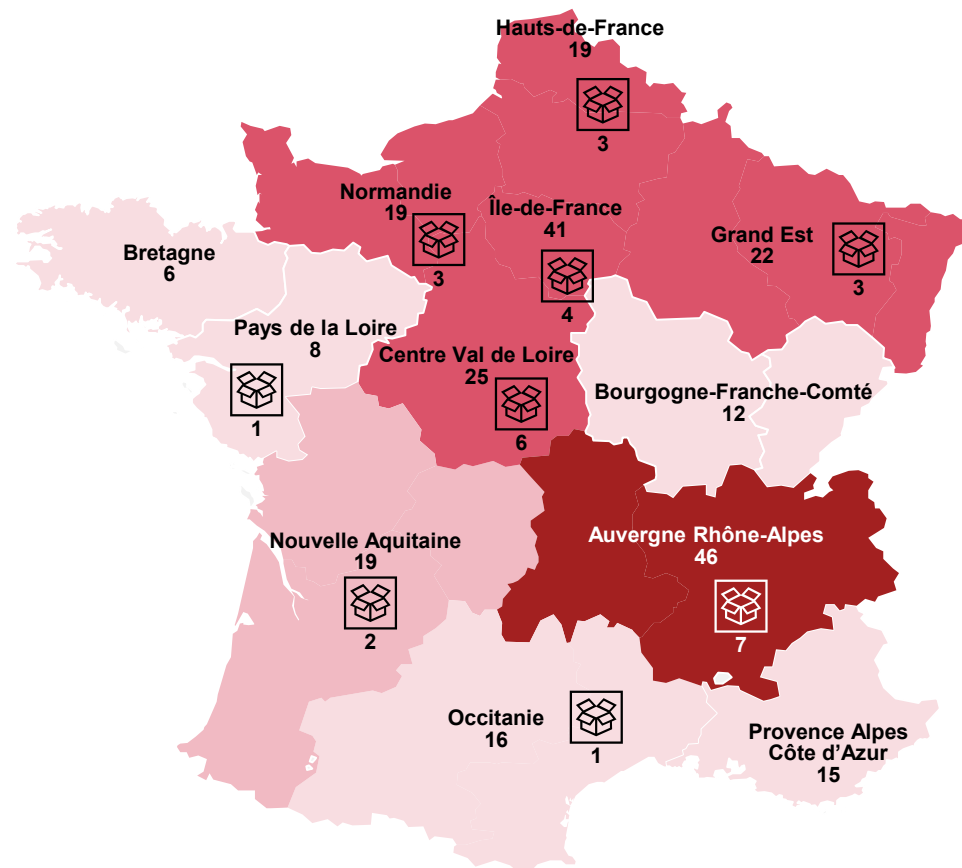 Hauts-de-France
19
3
Normandie
19
3
Île-de-France
41
4
Grand Est
22
3
Bretagne
6
Pays de la Loire
8
1
Centre Val de Loire
25
6
Bourgogne-Franche-Comté
12
Nouvelle Aquitaine
19
2
Auvergne Rhône-Alpes
46
7
Occitanie
16
1
Provence Alpes
Côte d'Azur
15